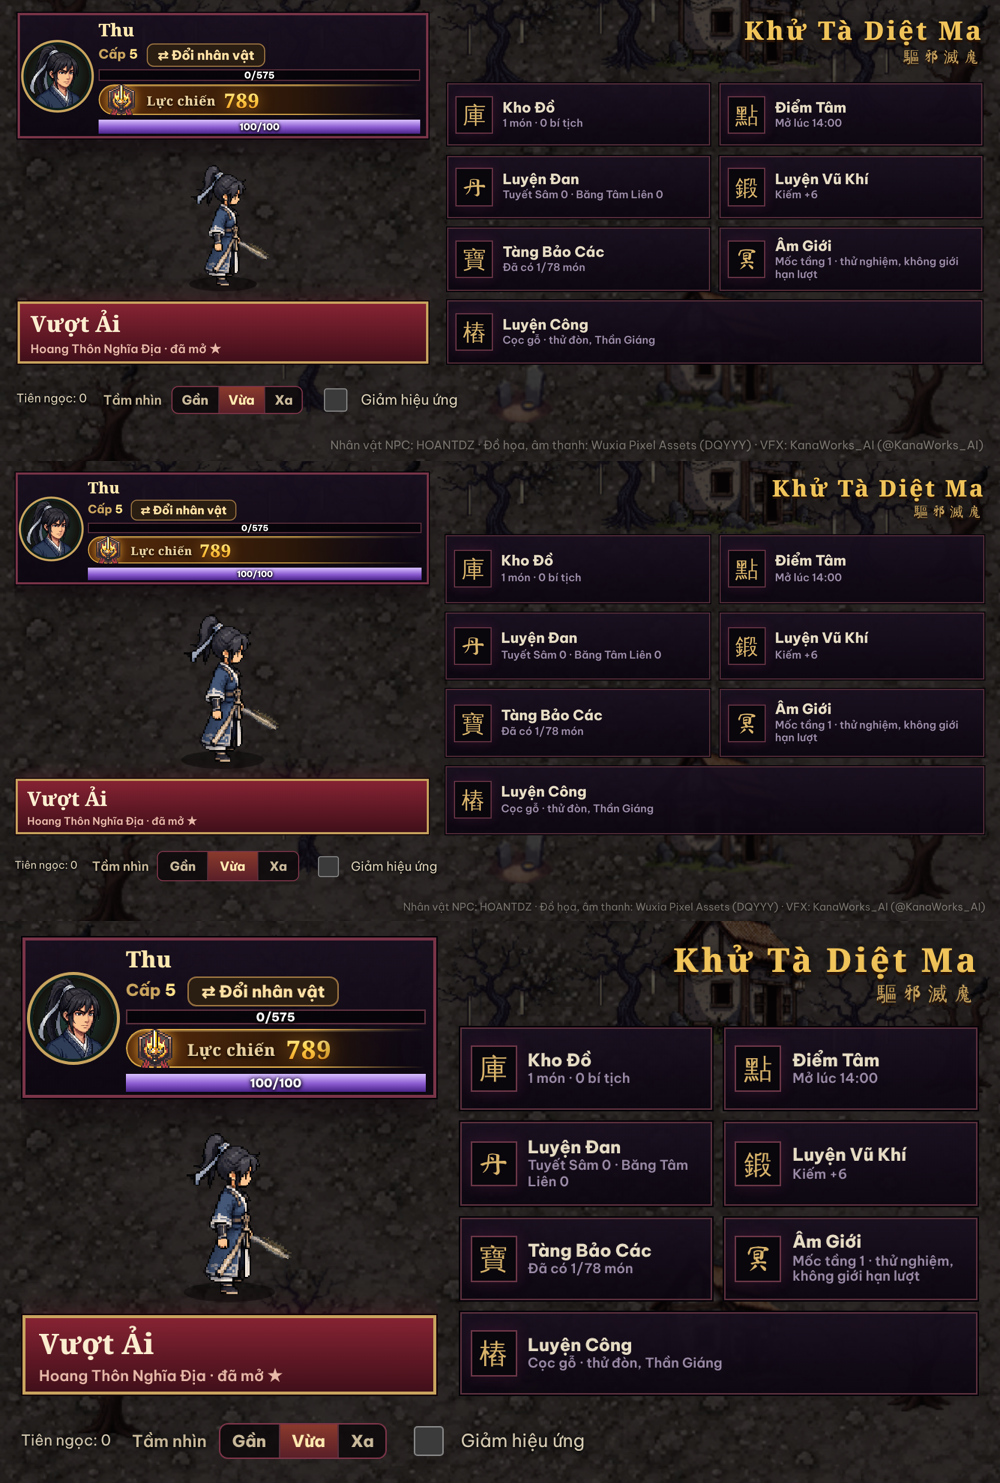 Thu
Cấp 5 ⇄ Đổi nhân vật
0/575
Lực chiến 789
100/100
Khử Tà Diệt Ma
驅邪滅魔
庫 Kho Đồ
1 món · 0 bí tịch
點 Điểm Tâm
Mở lúc 14:00
丹 Luyện Đan
Tuyết Sâm 0 · Băng Tâm Liên 0
鍛 Luyện Vũ Khí
Kiếm +6
寶 Tàng Bảo Các
Đã có 1/78 món
冥 Âm Giới
Mốc tầng 1 · thử nghiệm, không giới
hạn lượt
Vượt Ải
Hoang Thôn Nghĩa Địa · đã mở ★
樁 Luyện Công
Cọc gỗ · thử đòn, Thần Giáng
Tiên ngọc: 0 Tầm nhìn Gần Vừa Xa Giảm hiệu ứng
Nhân vật NPC: HOANTDZ · Đồ họa, âm thanh: Wuxia Pixel Assets (DQYYY) · VFX: KanaWorks_AI (@KanaWorks_AI)
Thu
Cấp 5 ⇄ Đổi nhân vật
0/575
Lực chiến 789
100/100
Khử Tà Diệt Ma
驅邪滅魔
庫 Kho Đồ
1 món · 0 bí tịch
點 Điểm Tâm
Mở lúc 14:00
丹 Luyện Đan
Tuyết Sâm 0 · Băng Tâm Liên 0
鍛 Luyện Vũ Khí
Kiếm +6
寶 Tàng Bảo Các
Đã có 1/78 món
冥 Âm Giới
Mốc tầng 1 · thử nghiệm, không giới
hạn lượt
Vượt Ải
Hoang Thôn Nghĩa Địa · đã mở ★
樁 Luyện Công
Cọc gỗ · thử đòn, Thần Giáng
Tiên ngọc: 0 Tầm nhìn Gần Vừa Xa Giảm hiệu ứng
Nhân vật NPC: HOANTDZ · Đồ họa, âm thanh: Wuxia Pixel Assets (DQYYY) · VFX: KanaWorks_AI (@KanaWorks_AI)
Thu
Cấp 5 ⇄ Đổi nhân vật
0/575
Lực chiến 789
100/100
Khử Tà Diệt Ma
驅邪滅魔
庫 Kho Đồ
1 món · 0 bí tịch
點 Điểm Tâm
Mở lúc 14:00
丹 Luyện Đan
Tuyết Sâm 0 · Băng Tâm
Liên 0
鍛 Luyện Vũ Khí
Kiếm +6
寶 Tàng Bảo Các
Đã có 1/78 món
冥 Âm Giới
Mốc tầng 1 · thử nghiệm,
không giới hạn lượt
Vượt Ải
Hoang Thôn Nghĩa Địa · đã mở ★
樁 Luyện Công
Cọc gỗ · thử đòn, Thần Giáng
Tiên ngọc: 0 Tầm nhìn Gần Vừa Xa Giảm hiệu ứng